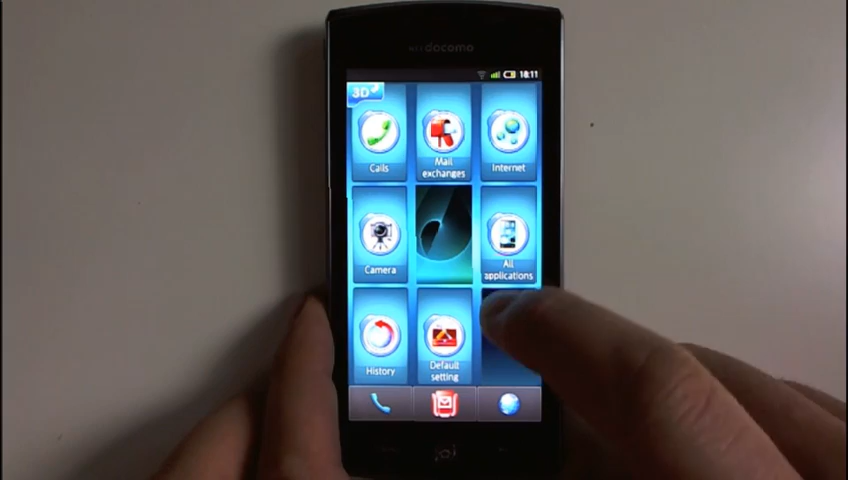 docomo
18:11
3D
Calls
Mail
exchanges
Internet
Camera
All
applications
History
Default
setting